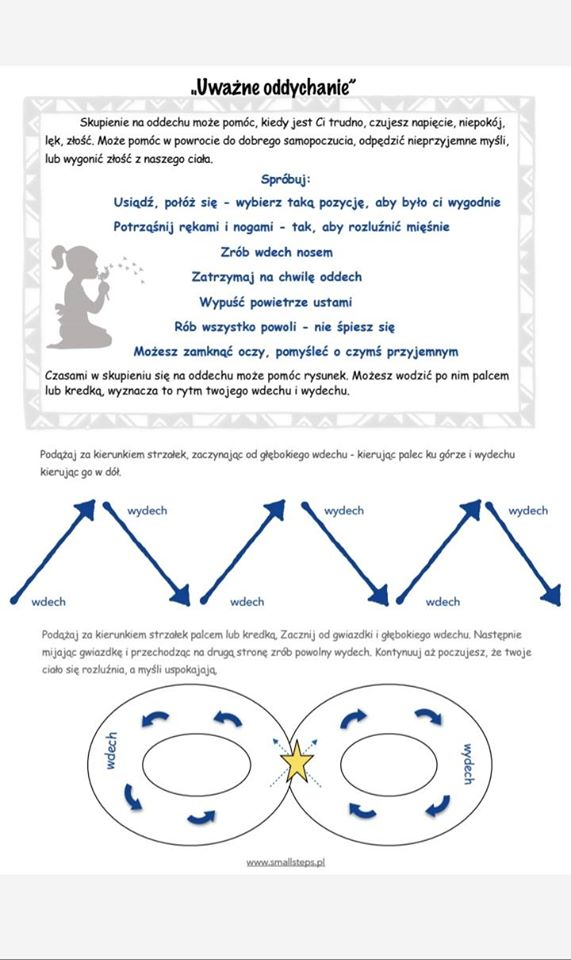 „Uważne oddychanie”
Skupienie na oddechu może pomóc, kiedy jest Ci trudno, czujesz napięcie, niepokój,
lęk, złość. Może pomóc w powrocie do dobrego samopoczucia, odpędzić nieprzyjemne myśli,
lub wygonić złość z naszego ciała.
Spróbuj:
Usiądź, połóż się - wybierz taką pozycję, aby było ci wygodnie
Potrząśnij rękami i nogami - tak, aby rozluźnić mięśnie
Zrób wdech nosem
Zatrzymaj na chwilę oddech
Wypuść powietrze ustami
Rób wszystko powoli - nie śpiesz się
Możesz zamknąć oczy, pomyśleć o czymś przyjemnym
Czasami w skupieniu się na oddechu może pomóc rysunek. Możesz wodzić po nim palcem
lub kredką, wyznacza to rytm twojego wdechu i wydechu.
Podążaj za kierunkiem strzałek, zaczynając od głębokiego wdechu - kierując palec ku górze i wydechu
kierując go w dół.
wydech
wydech
wydech
wdech
wdech
wdech
Podążaj za kierunkiem strzałek palcem lub kredką. Zacznij od gwiazdki i głębokiego wdechu. Następnie
mijając gwiazdkę i przechodząc na drugą stronę zrób powolny wydech. Kontynuuj aż poczujesz, że twoje
ciało się rozluźnia, a myśli uspokajają.
wdech
wydech
www.smallsteps.pl